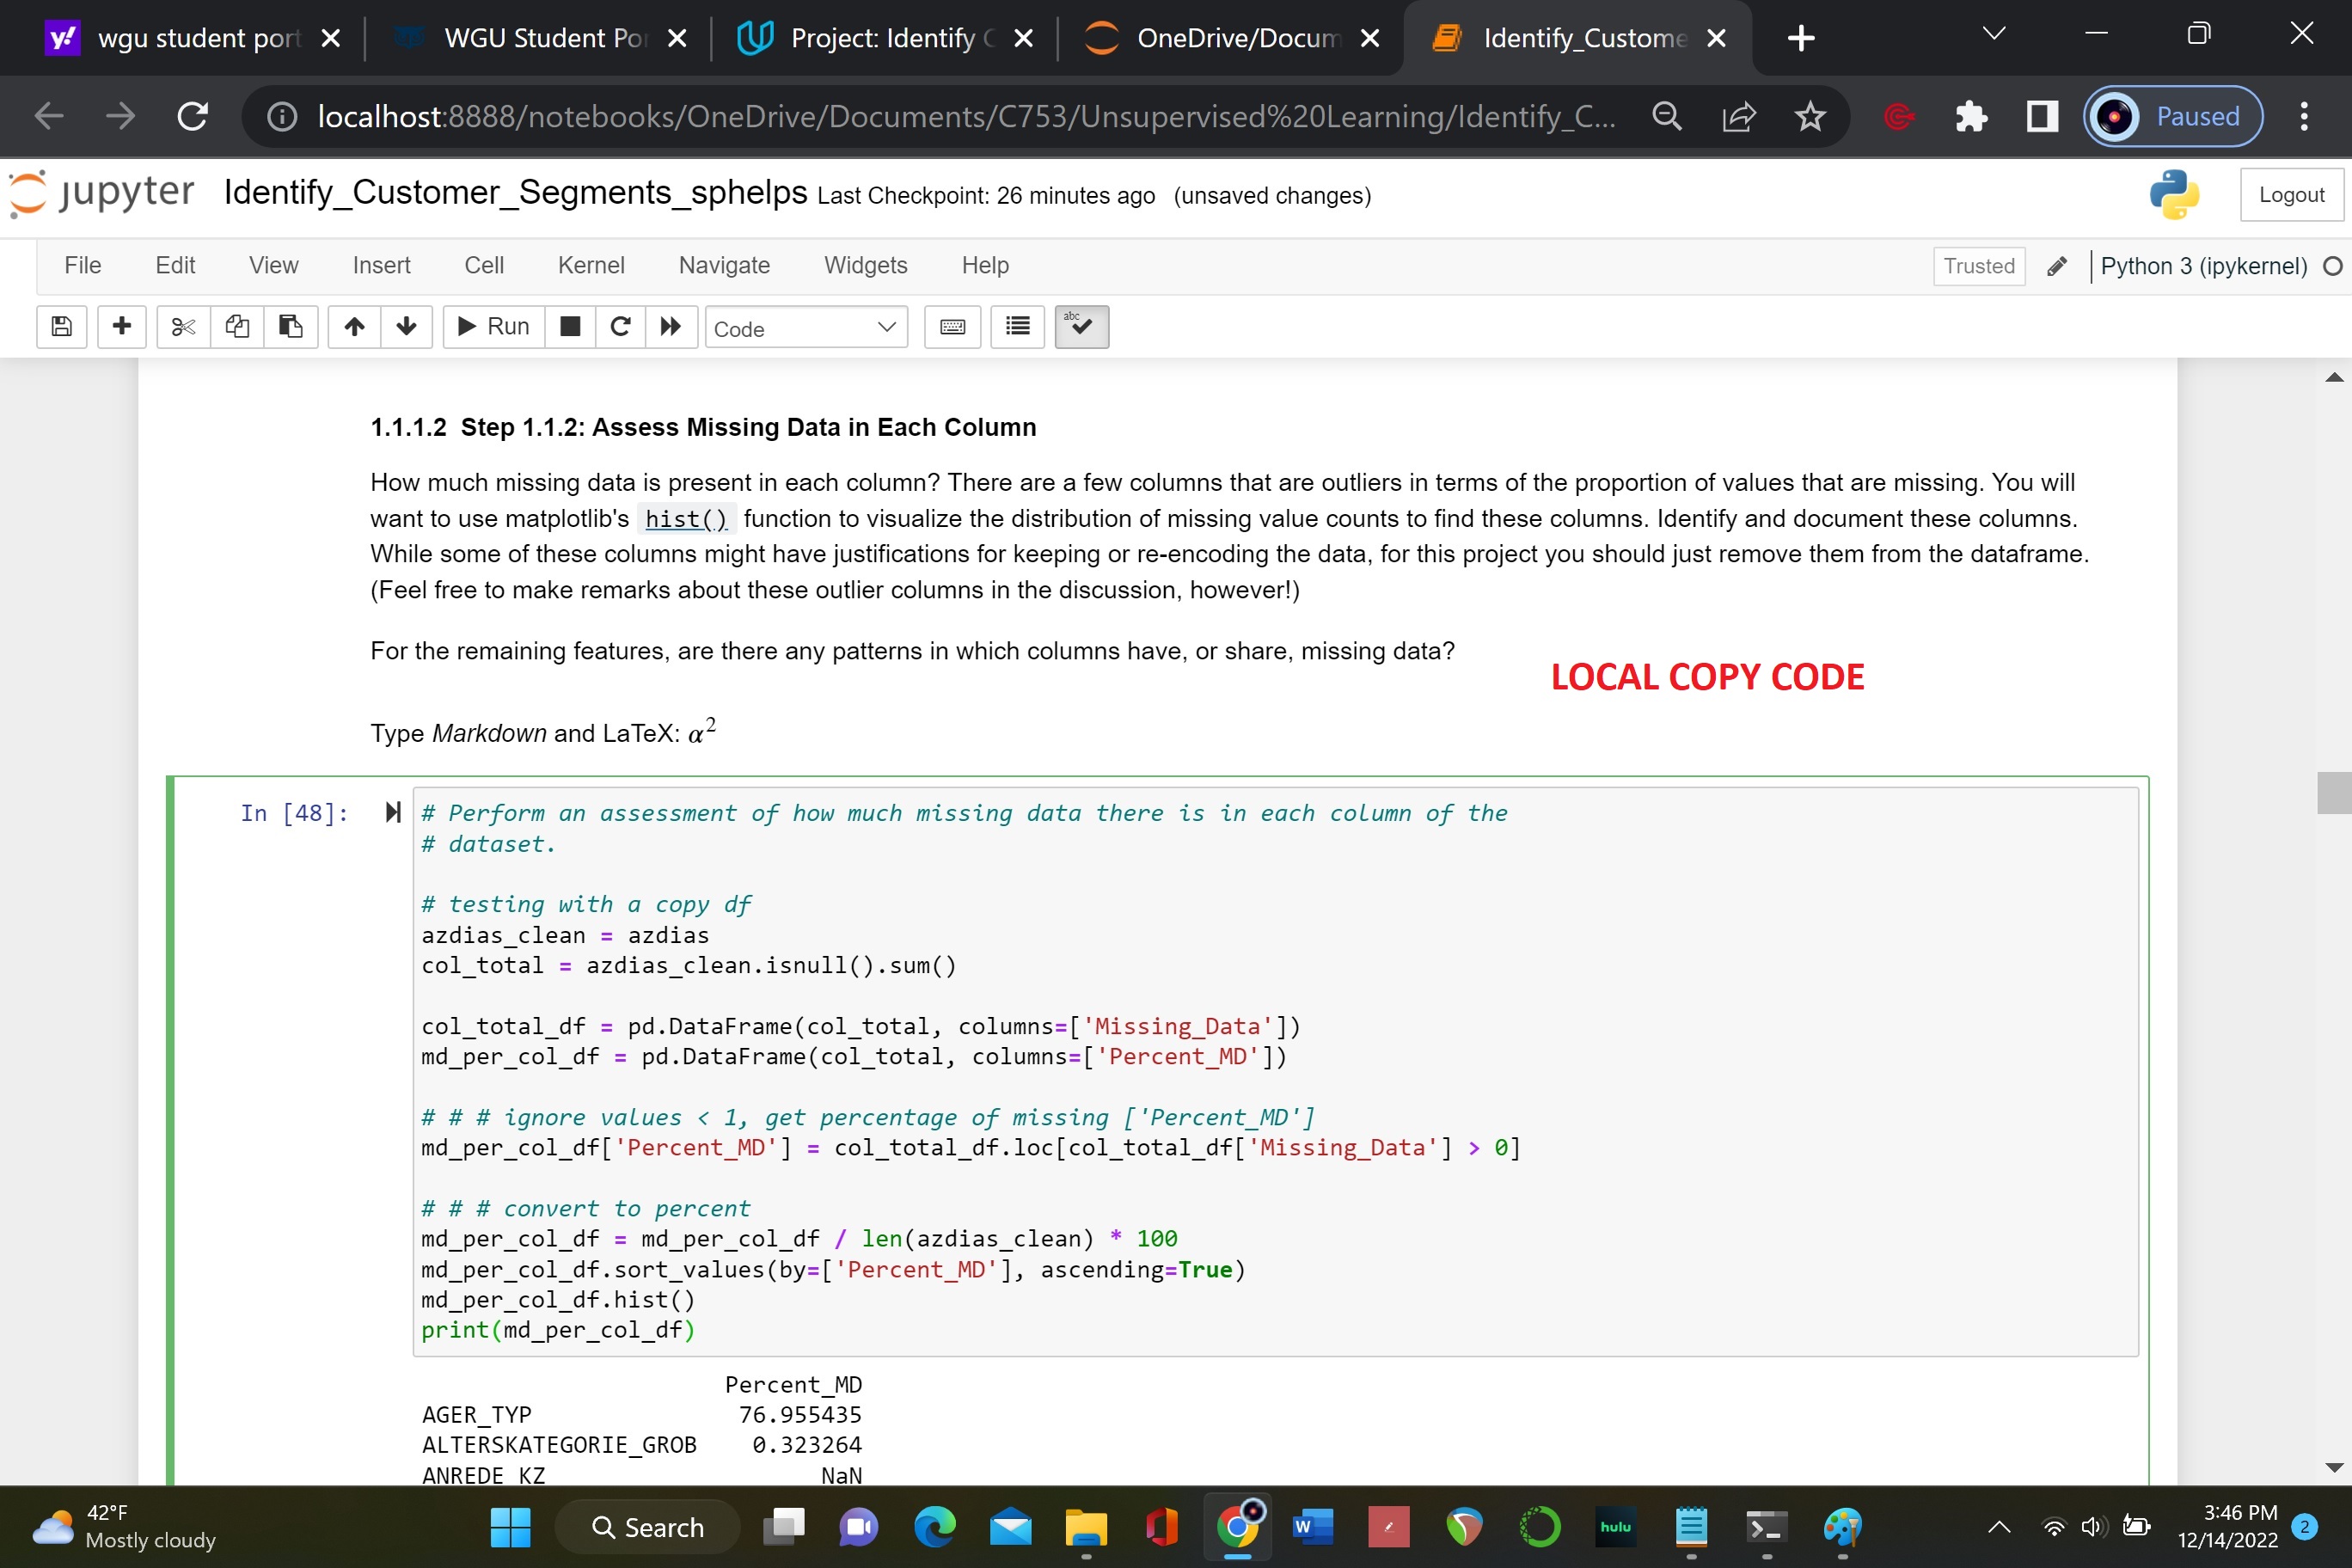 wgu student port
WGU Student Por
Project: Identify C
OneDrive/Docum
Identify_Custome
localhost:8888/notebooks/OneDrive/Documents/C753/Unsupervised%20Learning/Identify_C...
Paused
jupyter
Identify_Customer_Segments_sphelps Last Checkpoint: 26 minutes ago (unsaved changes)
Logout
File Edit View Insert Cell Kernel Navigate Widgets Help
Trusted
Python 3 (ipykernel)
Run
Code
abc
1.1.1.2 Step 1.1.2: Assess Missing Data in Each Column
How much missing data is present in each column? There are a few columns that are outliers in terms of the proportion of values that are missing. You will
want to use matplotlib's hist() function to visualize the distribution of missing value counts to find these columns. Identify and document these columns.
While some of these columns might have justifications for keeping or re-encoding the data, for this project you should just remove them from the dataframe.
(Feel free to make remarks about these outlier columns in the discussion, however!)
For the remaining features, are there any patterns in which columns have, or share, missing data?
LOCAL COPY CODE
Type Markdown and LaTeX: α²
In [48]:
# Perform an assessment of how much missing data there is in each column of the
# dataset.
# testing with a copy df
azdias_clean = azdias
col_total = azdias_clean.isnull().sum()
col_total_df = pd.DataFrame(col_total, columns=['Missing_Data'])
md_per_col_df = pd.DataFrame(col_total, columns=['Percent_MD'])
# # # ignore values < 1, get percentage of missing ['Percent_MD']
md_per_col_df['Percent_MD'] = col_total_df.loc[col_total_df['Missing_Data'] > 0]
# # # convert to percent
md_per_col_df = md_per_col_df / len(azdias_clean) * 100
md_per_col_df.sort_values(by=['Percent_MD'], ascending=True)
md_per_col_df.hist()
print(md_per_col_df)
Percent_MD
AGER_TYP 76.955435
ALTERSKATEGORIE_GROB 0.323264
ANREDE_KZ NaN
42°F
Mostly cloudy
Search
hulu
3:46 PM
12/14/2022
2